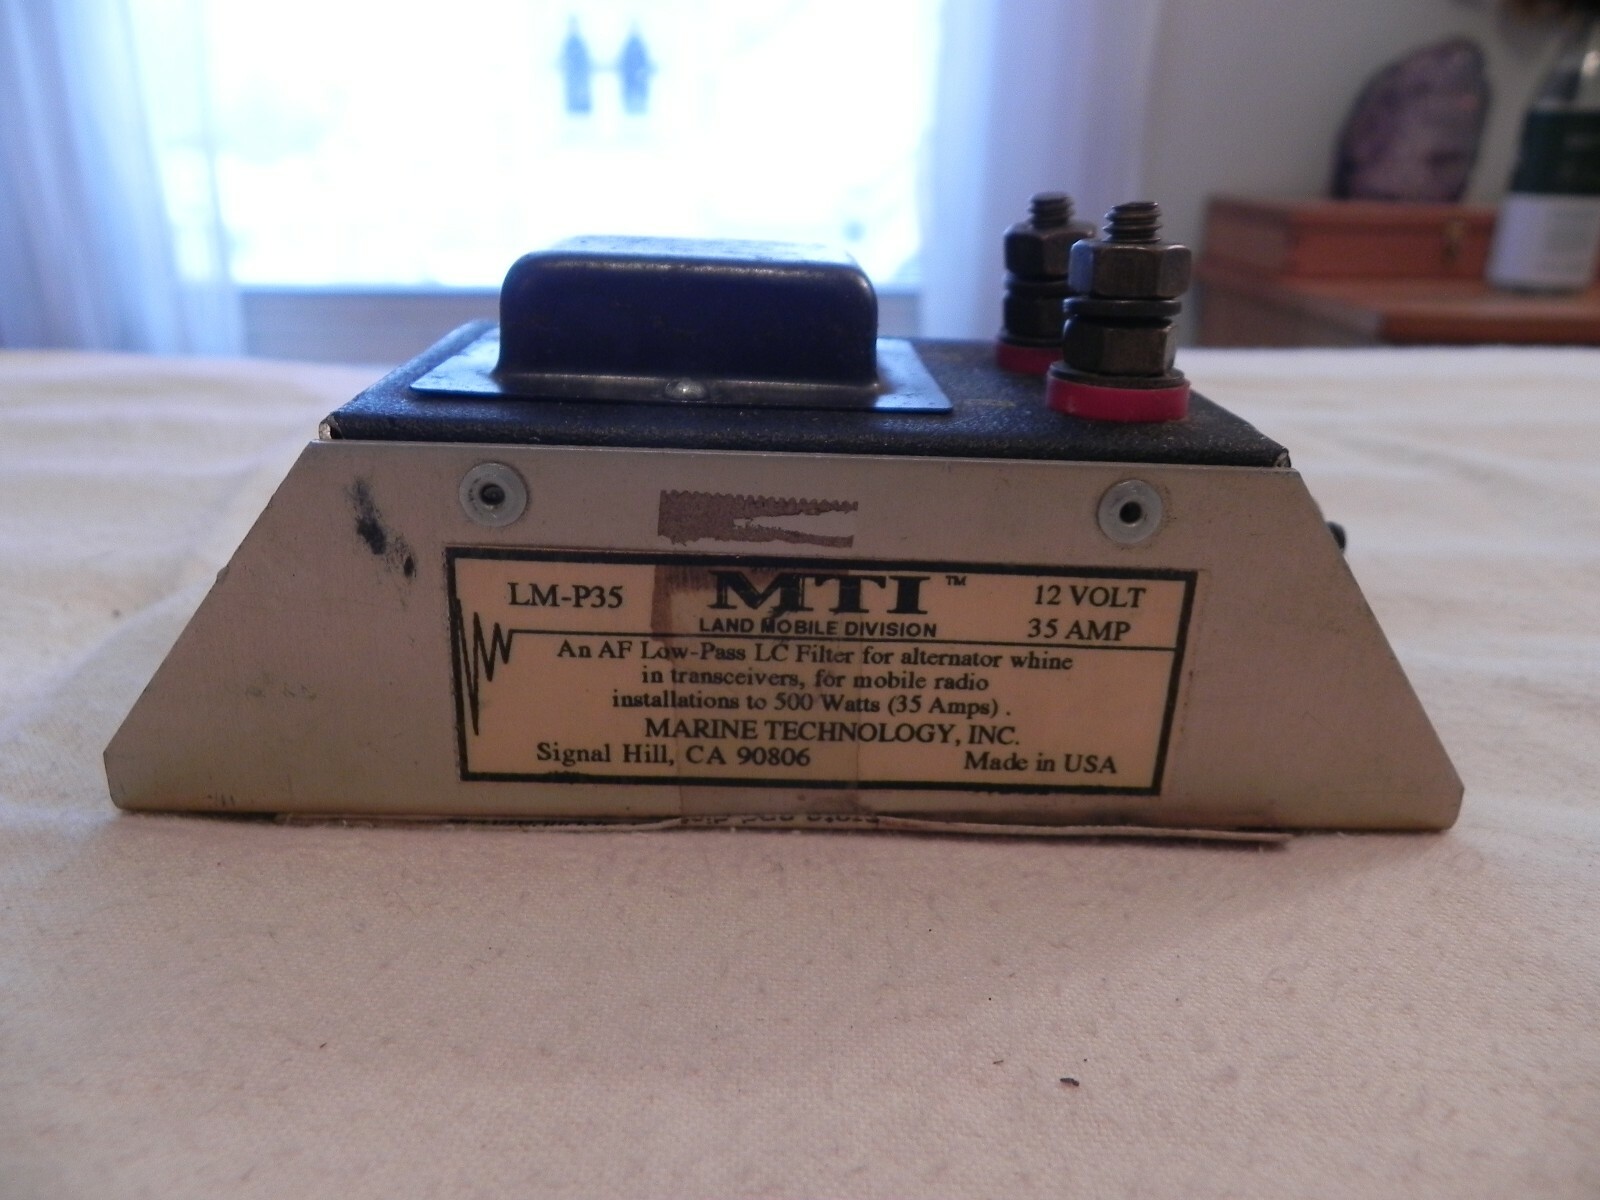 LM-P35 MTI™ 12 VOLT
LAND MOBILE DIVISION 35 AMP
An AF Low-Pass LC Filter for alternator whine
in transceivers, for mobile radio
installations to 500 Watts (35 Amps) .
MARINE TECHNOLOGY, INC.
Signal Hill, CA 90806 Made in USA